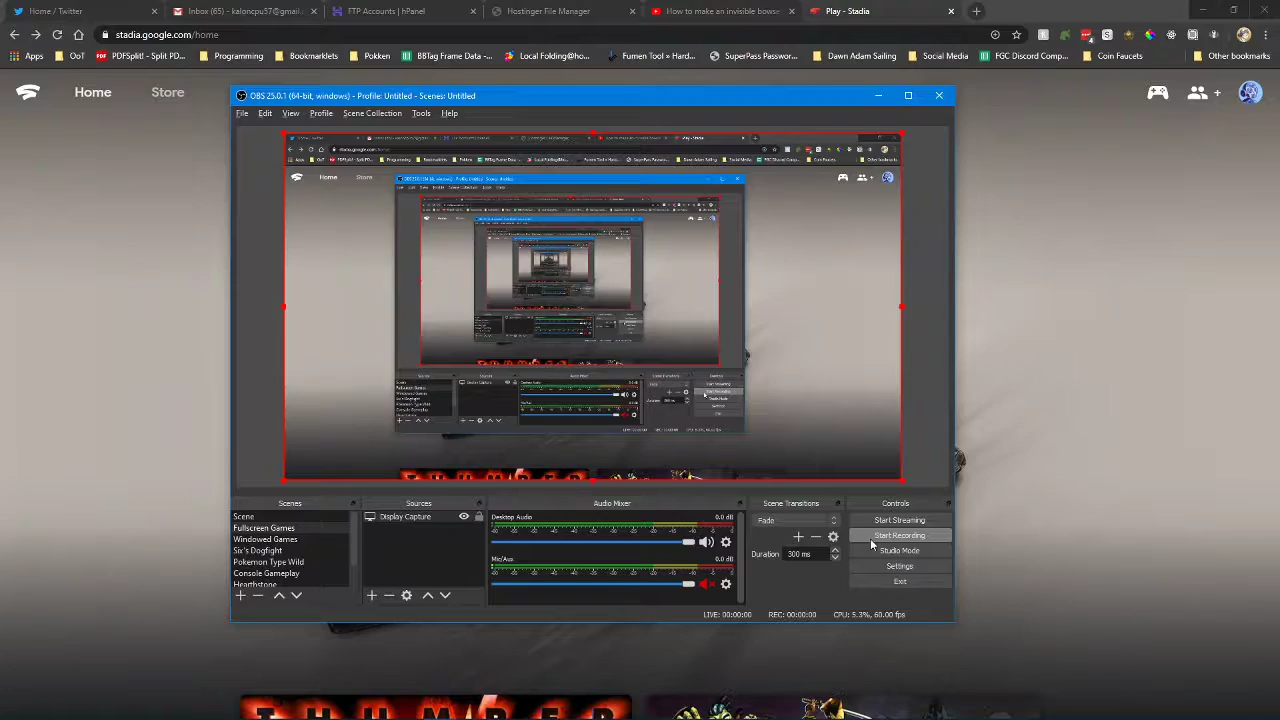 Home / Twitter
Inbox (65) - kaloncpu57@gmail.
FTP Accounts | hPanel
Hostinger File Manager
How to make an invisible bookm
Play - Stadia
stadia.google.com/home
Apps
OoT
PDFSplit! - Split PD...
Programming
Bookmarklets
Pokken
BBTag Frame Data -...
Local Folding@ho...
Fumen Tool » Hard...
SuperPass Passwor...
Dawn Adam Sailing
Social Media
FGC Discord Compu...
Coin Faucets
Other bookmarks
Home
Store
OBS 25.0.1 (64-bit, windows) - Profile: Untitled - Scenes: Untitled
File
Edit
View
Profile
Scene Collection
Tools
Help
Home
Store
Scenes
Sources
Audio Mixer
Scene Transitions
Controls
Scene
Fullscreen Games
Windowed Games
Six's Dogfight
Pokemon Type Wild
Console Gameplay
Hearthstone
Display Capture
Desktop Audio
0.0 dB
Mic/Aux
0.0 dB
Fade
Duration
300 ms
Start Streaming
Start Recording
Studio Mode
Settings
Exit
LIVE: 00:00:00
REC: 00:00:00
CPU: 5.3%, 60.00 fps
THUMPER